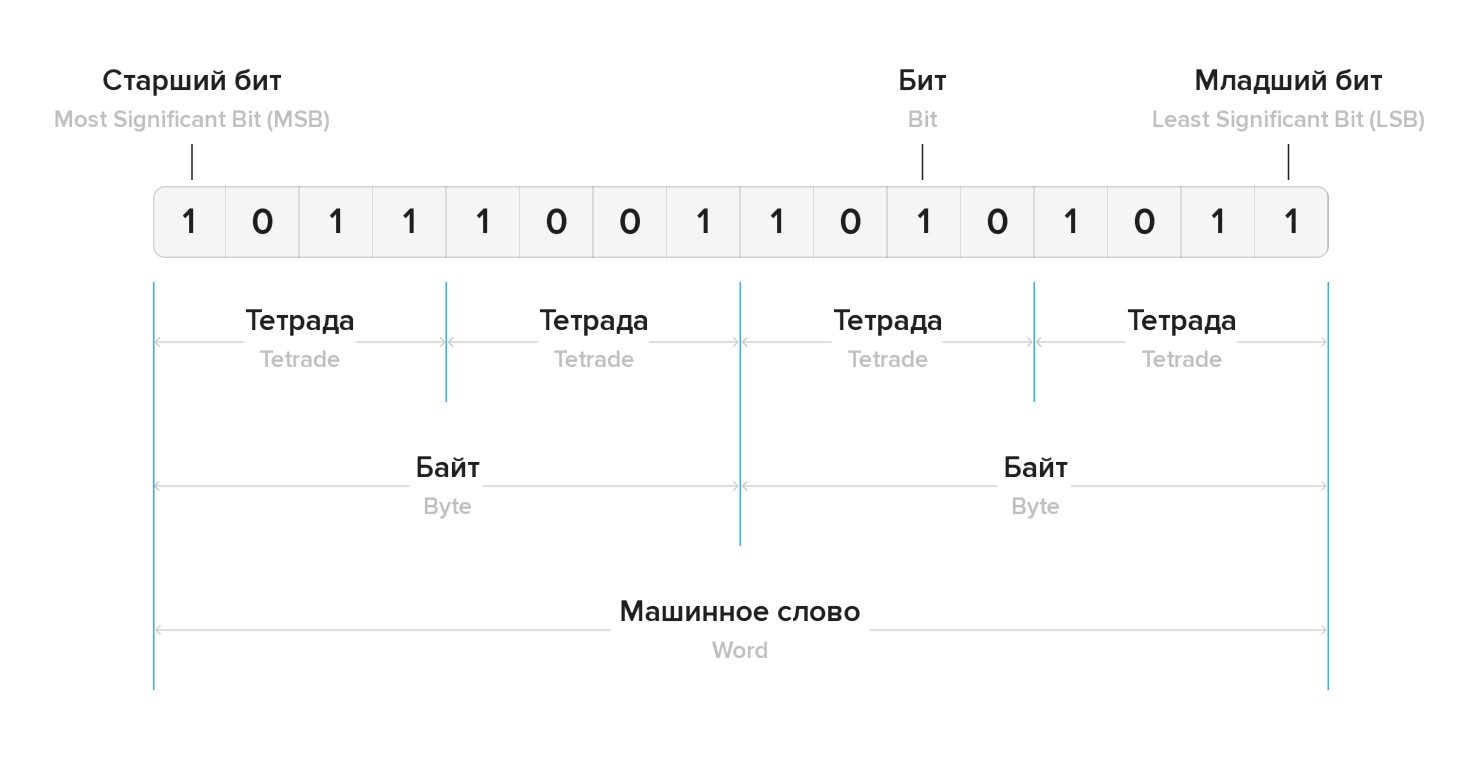 Старший бит
Most Significant Bit (MSB)
Бит
Bit
Младший бит
Least Significant Bit (LSB)
1 0 1 1 1 0 0 1 1 0 1 0 1 0 1 1
Тетрада Тетрада Тетрада Тетрада
Tetrade Tetrade Tetrade Tetrade
Байт Байт
Byte Byte
Машинное слово
Word